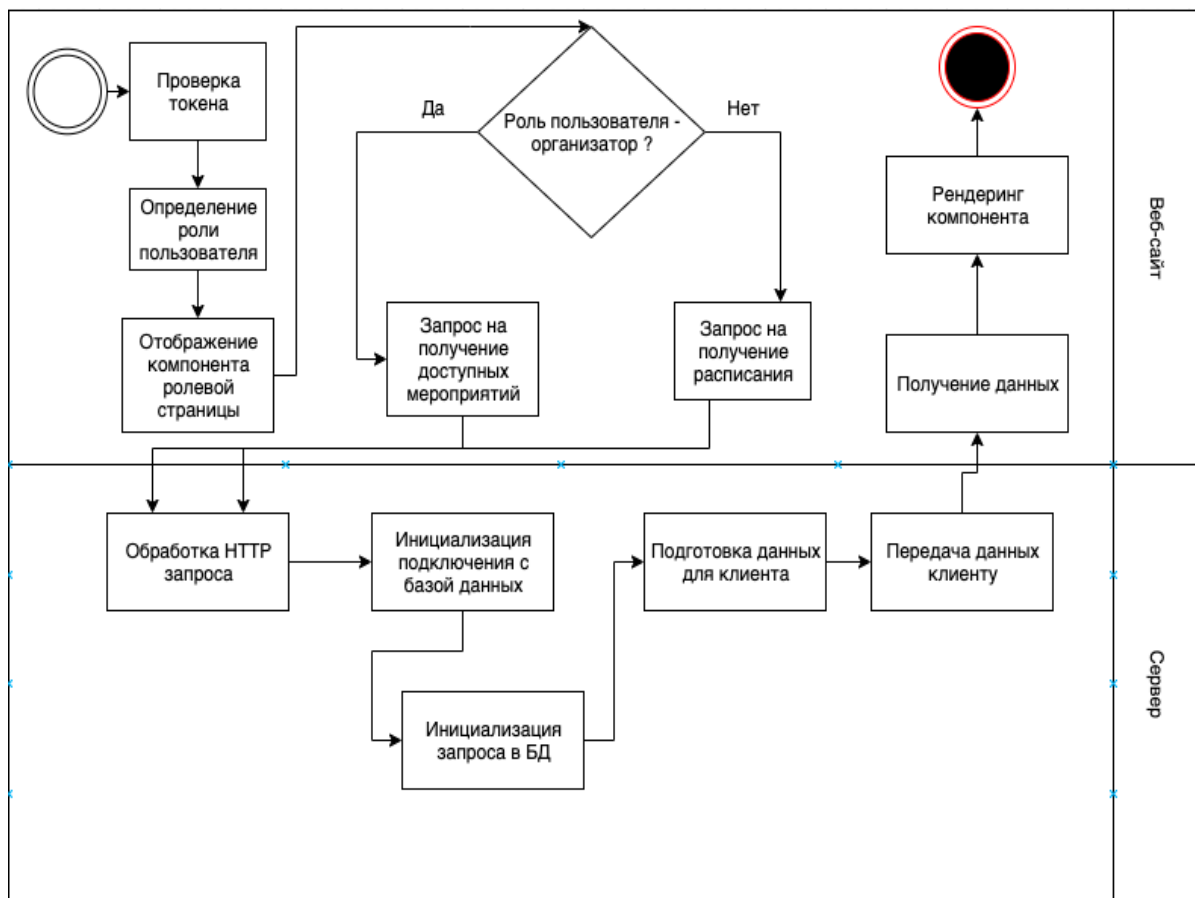 Проверка
токена
Определение
роли
пользователя
Отображение
компонента
ролевой
страницы
Роль пользователя -
организатор ?
Да
Нет
Запрос на
получение
доступных
мероприятий
Запрос на
получение
расписания
Рендеринг
компонента
Получение данных
Веб-сайт
Обработка HTTP
запроса
Инициализация
подключения с
базой данных
Инициализация
запроса в БД
Подготовка данных
для клиента
Передача данных
клиенту
Сервер